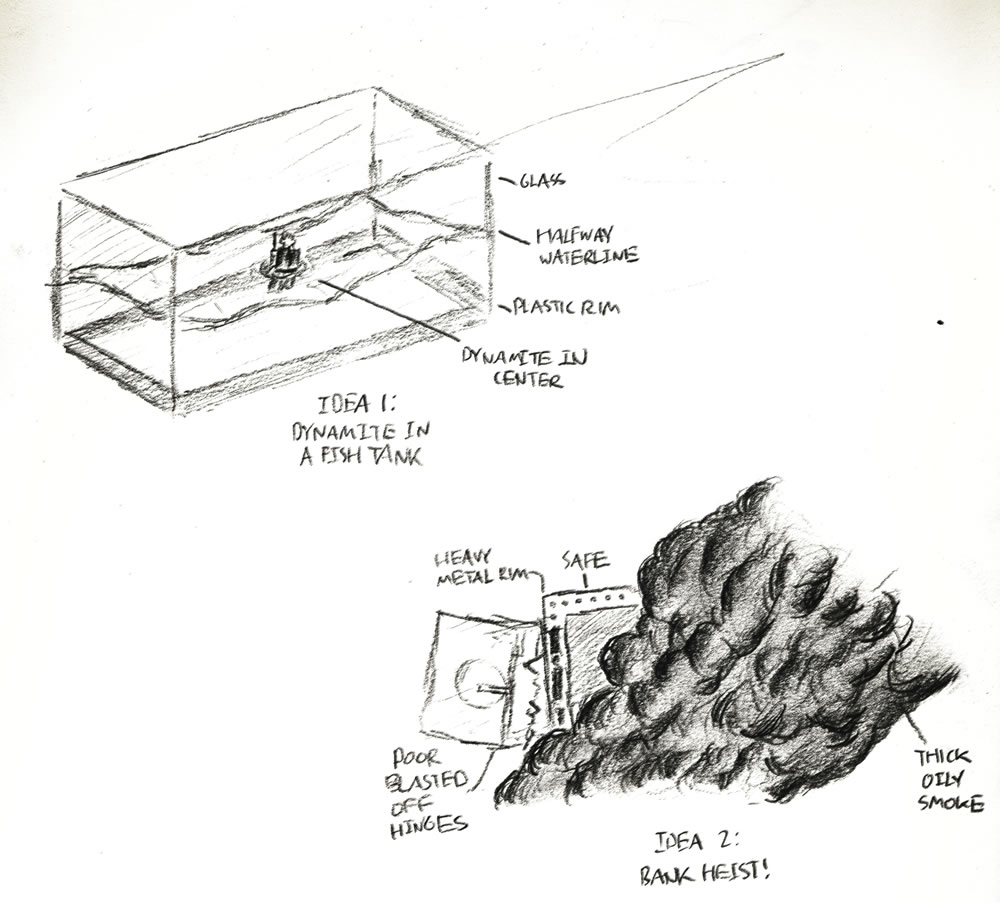 GLASS
HALFWAY
WATERLINE
PLASTIC RIM
DYNAMITE IN
CENTER
IDEA 1:
DYNAMITE IN
A FISH TANK
HEAVY
METAL RIM
SAFE
DOOR
BLASTED
OFF
HINGES
THICK
OILY
SMOKE
IDEA 2:
BANK HEIST!